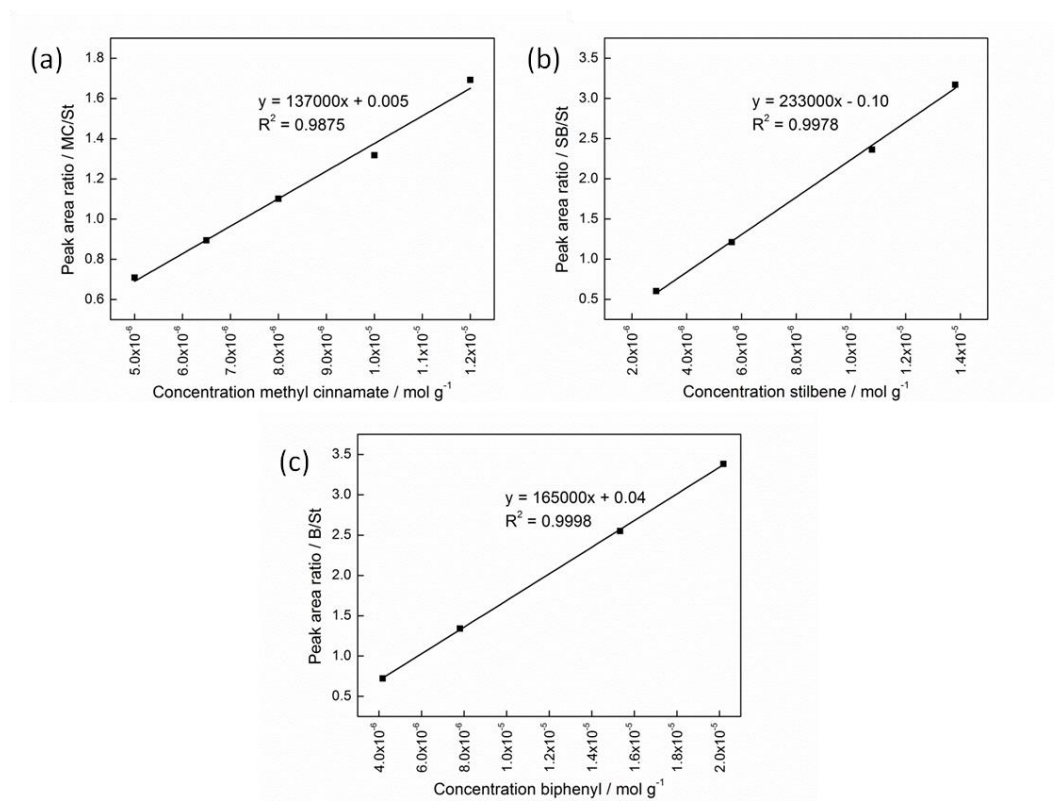 (a)
1.8
1.6
1.4
1.2
1.0
0.8
0.6
Peak area ratio / MC/St
y = 137000x + 0.005
R² = 0.9875
5.0x10⁻⁶
6.0x10⁻⁶
7.0x10⁻⁶
8.0x10⁻⁶
9.0x10⁻⁶
1.0x10⁻⁵
1.1x10⁻⁵
1.2x10⁻⁵
Concentration methyl cinnamate / mol g⁻¹
(b)
3.5
3.0
2.5
2.0
1.5
1.0
0.5
Peak area ratio / SB/St
y = 233000x - 0.10
R² = 0.9978
2.0x10⁻⁶
4.0x10⁻⁶
6.0x10⁻⁶
8.0x10⁻⁶
1.0x10⁻⁵
1.2x10⁻⁵
1.4x10⁻⁵
Concentration stilbene / mol g⁻¹
(c)
3.5
3.0
2.5
2.0
1.5
1.0
0.5
Peak area ratio / B/St
y = 165000x + 0.04
R² = 0.9998
4.0x10⁻⁶
6.0x10⁻⁶
8.0x10⁻⁶
1.0x10⁻⁵
1.2x10⁻⁵
1.4x10⁻⁵
1.6x10⁻⁵
1.8x10⁻⁵
2.0x10⁻⁵
Concentration biphenyl / mol g⁻¹